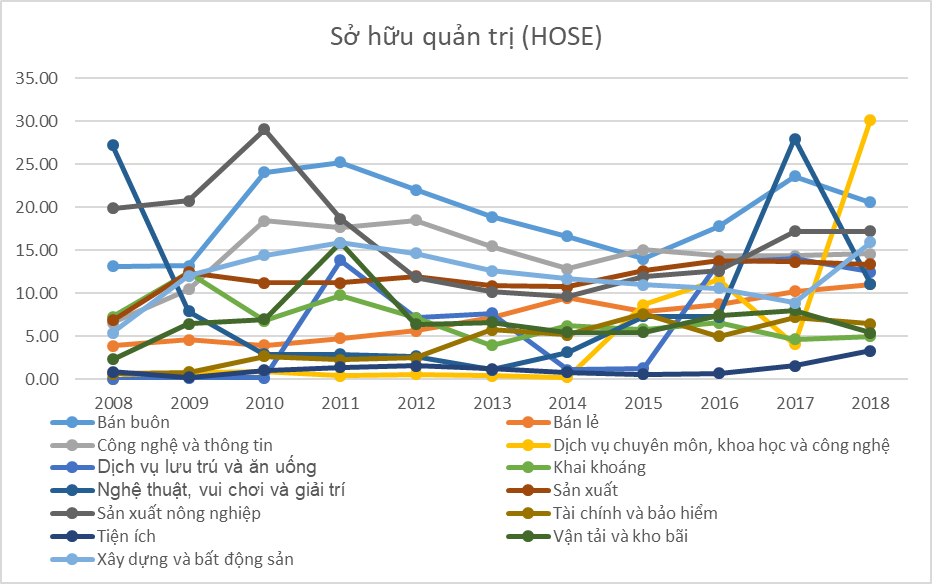 Sở hữu quản trị (HOSE)
35.00
30.00
25.00
20.00
15.00
10.00
5.00
0.00
2008 2009 2010 2011 2012 2013 2014 2015 2016 2017 2018
Bán buôn Bán lẻ
Công nghệ và thông tin Dịch vụ chuyên môn, khoa học và công nghệ
Dịch vụ lưu trú và ăn uống Khai khoáng
Nghệ thuật, vui chơi và giải trí Sản xuất
Sản xuất nông nghiệp Tài chính và bảo hiểm
Tiện ích Vận tải và kho bãi
Xây dựng và bất động sản